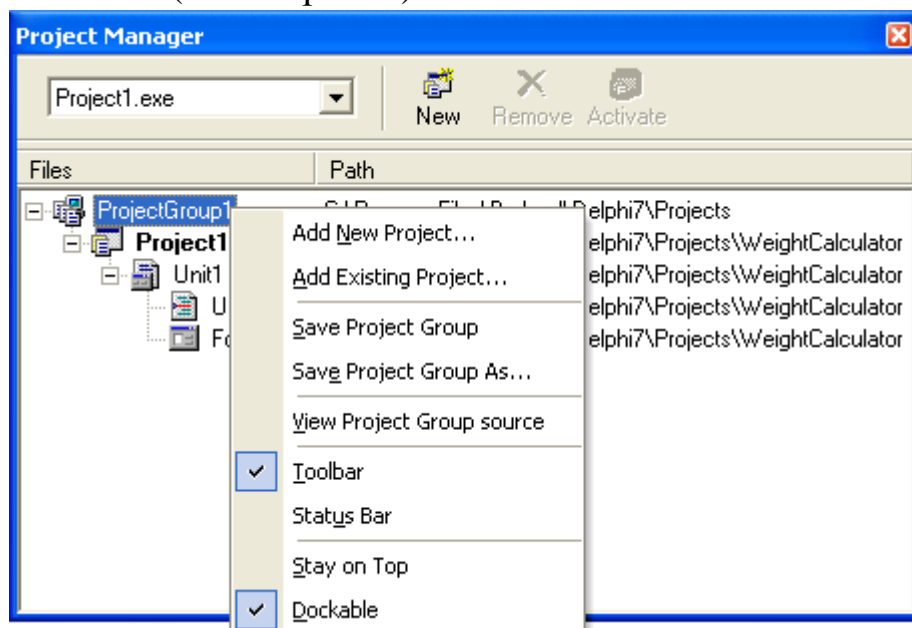 Project Manager
Project1.exe
New Remove Activate
Files Path
ProjectGroup1 elphi7\Projects
Project1 elphi7\Projects\WeightCalculator
Unit1 elphi7\Projects\WeightCalculator
U elphi7\Projects\WeightCalculator
Fo elphi7\Projects\WeightCalculator
Add New Project...
Add Existing Project...
Save Project Group
Save Project Group As...
View Project Group source
Toolbar
Status Bar
Stay on Top
Dockable